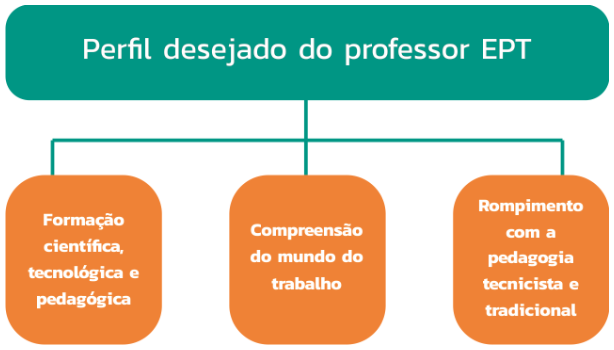 Perfil desejado do professor EPT
Formação
científica,
tecnológica e
pedagógica
Compreensão
do mundo do
trabalho
Rompimento
com a
pedagogia
tecnicista e
tradicional